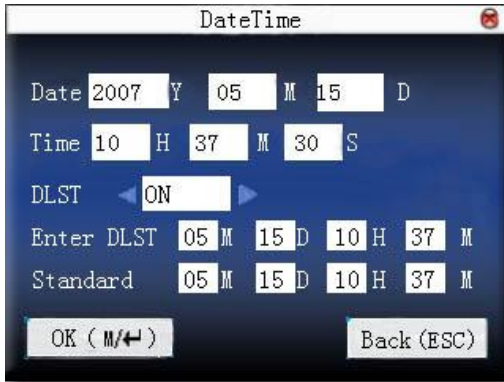 DateTime
Date 2007 Y 05 M 15 D
Time 10 H 37 M 30 S
DLST ON
Enter DLST 05 M 15 D 10 H 37 M
Standard 05 M 15 D 10 H 37 M
OK (M/↵) Back (ESC)